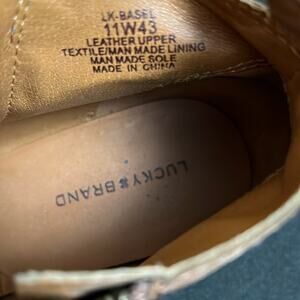 LK-BASEL
11W43
LEATHER UPPER
TEXTILE/MAN MADE LINING
MAN MADE SOLE
MADE IN CHINA
LUCKY BRAND